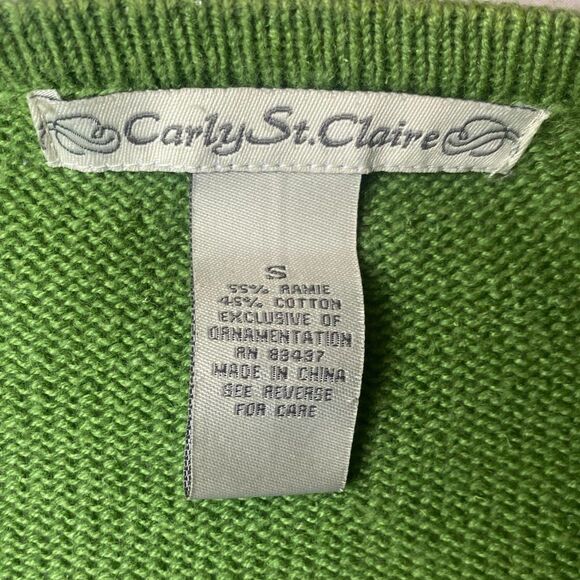 Carly St. Claire
S
55% RAMIE
45% COTTON
EXCLUSIVE OF
ORNAMENTATION
RN 83437
MADE IN CHINA
SEE REVERSE
FOR CARE